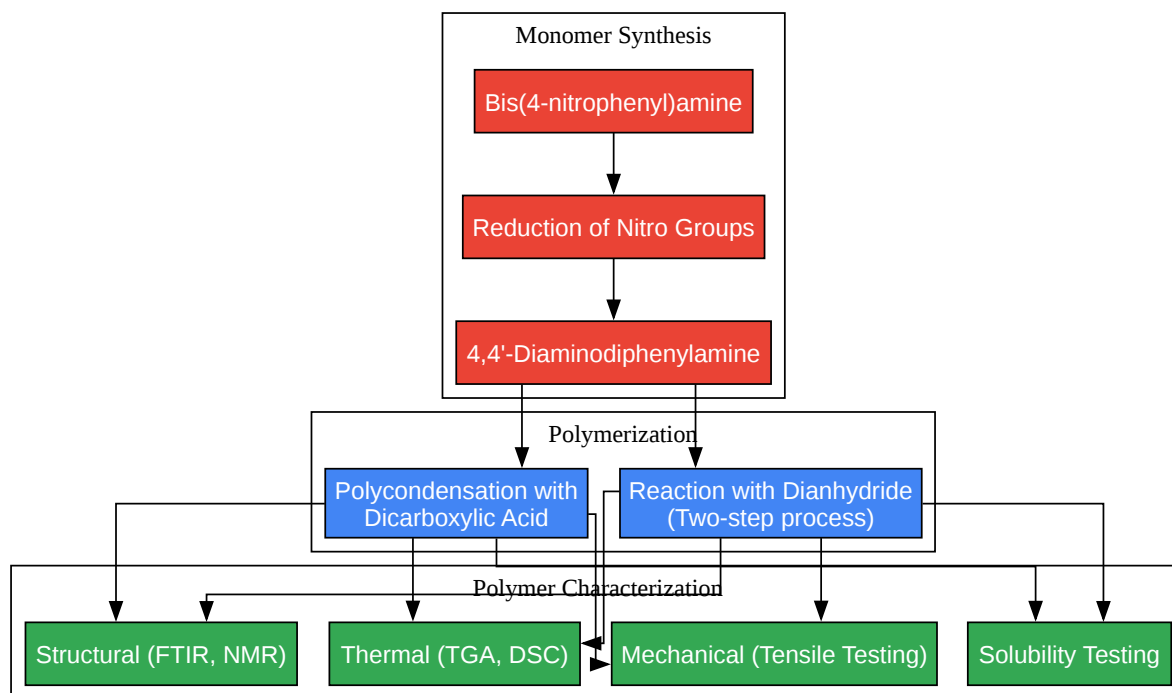 Monomer Synthesis
Bis(4-nitrophenyl)amine
Reduction of Nitro Groups
4,4'-Diaminodiphenylamine
Polymerization
Polycondensation with
Dicarboxylic Acid
Reaction with Dianhydride
(Two-step process)
Polymer Characterization
Structural (FTIR, NMR)
Thermal (TGA, DSC)
Mechanical (Tensile Testing)
Solubility Testing